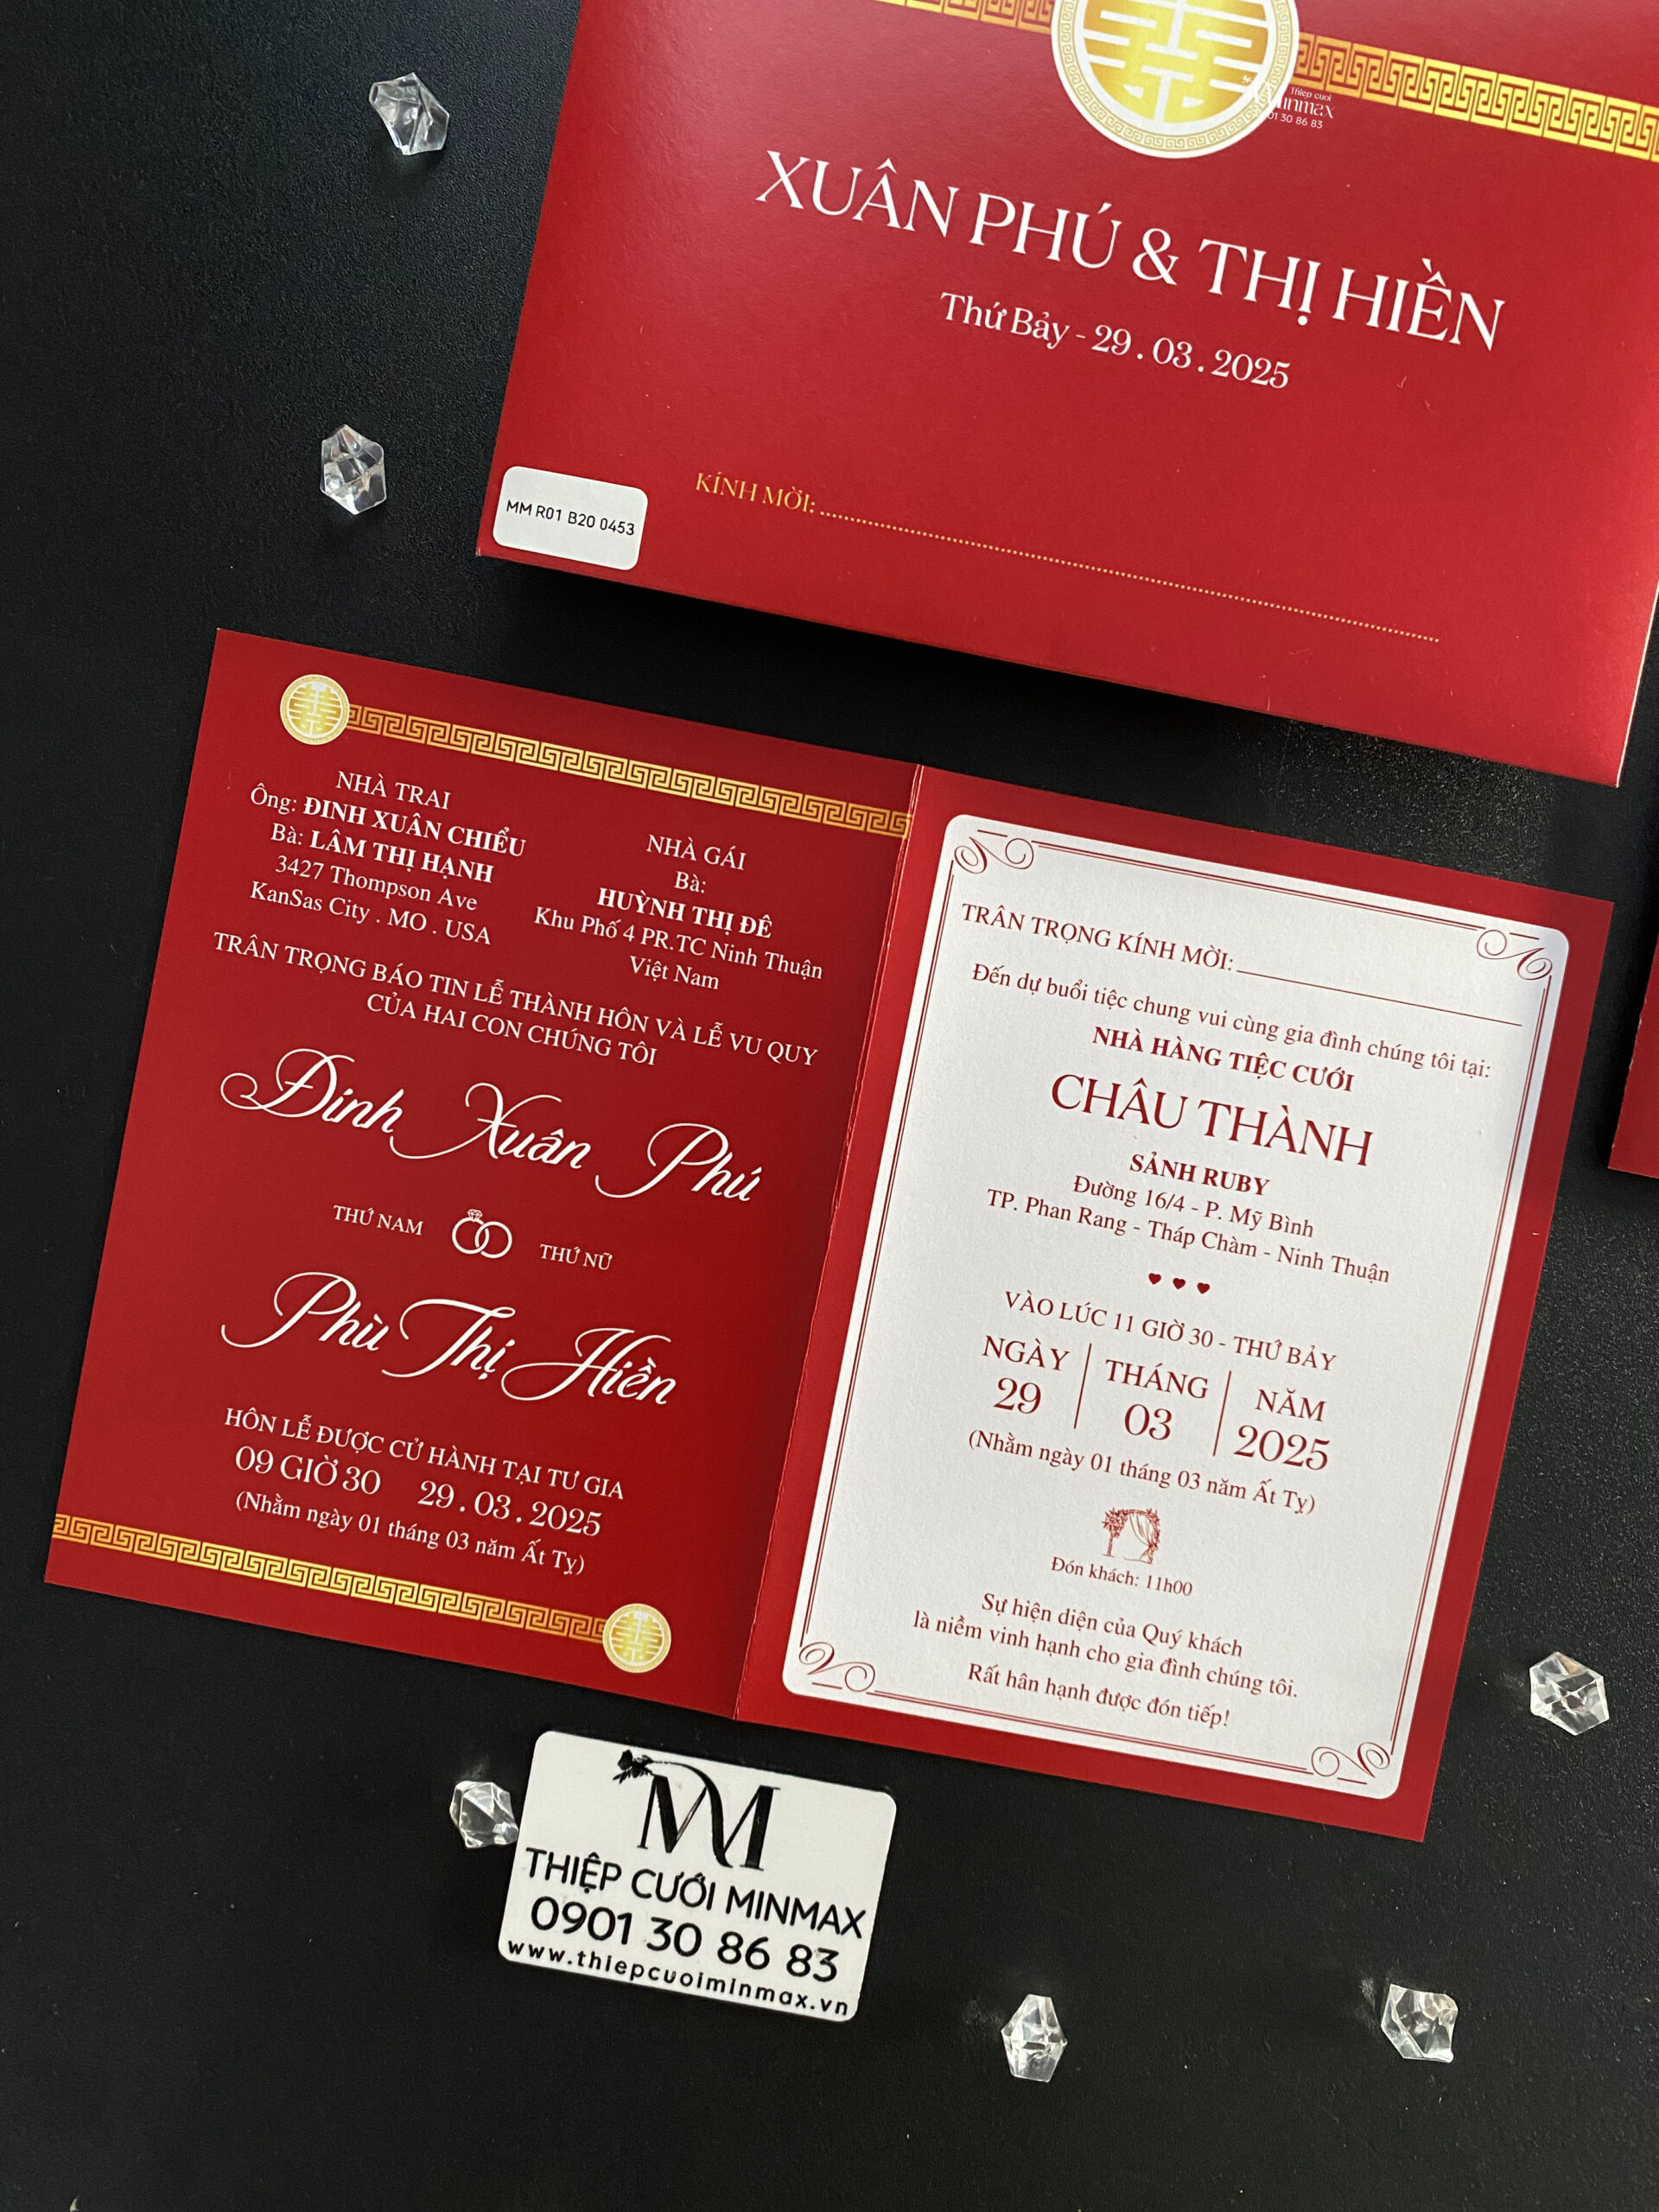 Thiệp cưới
Minmax
01 30 86 83
XUÂN PHÚ & THỊ HIỀN
Thứ Bảy - 29 . 03 . 2025
KÍNH MỜI:
MM R01 B20 0453
NHÀ TRAI
Ông: ĐINH XUÂN CHIỂU
Bà: LÂM THỊ HẠNH
3427 Thompson Ave
KanSas City . MO . USA
NHÀ GÁI
Bà:
HUỲNH THỊ ĐÊ
Khu Phố 4 PR.TC Ninh Thuận
Việt Nam
TRÂN TRỌNG BÁO TIN LỄ THÀNH HÔN VÀ LỄ VU QUY
CỦA HAI CON CHÚNG TÔI
Đinh Xuân Phú
THỨ NAM
THỨ NỮ
Phù Thị Hiền
HÔN LỄ ĐƯỢC CỬ HÀNH TẠI TƯ GIA
09 GIỜ 30 29 . 03 . 2025
(Nhằm ngày 01 tháng 03 năm Ất Tỵ)
TRÂN TRỌNG KÍNH MỜI:
Đến dự buổi tiệc chung vui cùng gia đình chúng tôi tại:
NHÀ HÀNG TIỆC CƯỚI
CHÂU THÀNH
SẢNH RUBY
Đường 16/4 - P. Mỹ Bình
TP. Phan Rang - Tháp Chàm - Ninh Thuận
VÀO LÚC 11 GIỜ 30 - THỨ BẢY
NGÀY THÁNG NĂM
29 03 2025
(Nhằm ngày 01 tháng 03 năm Ất Tỵ)
Đón khách: 11h00
Sự hiện diện của Quý khách
là niềm vinh hạnh cho gia đình chúng tôi.
Rất hân hạnh được đón tiếp!
MM
THIỆP CƯỚI MINMAX
0901 30 86 83
www.thiepcuoiminmax.vn